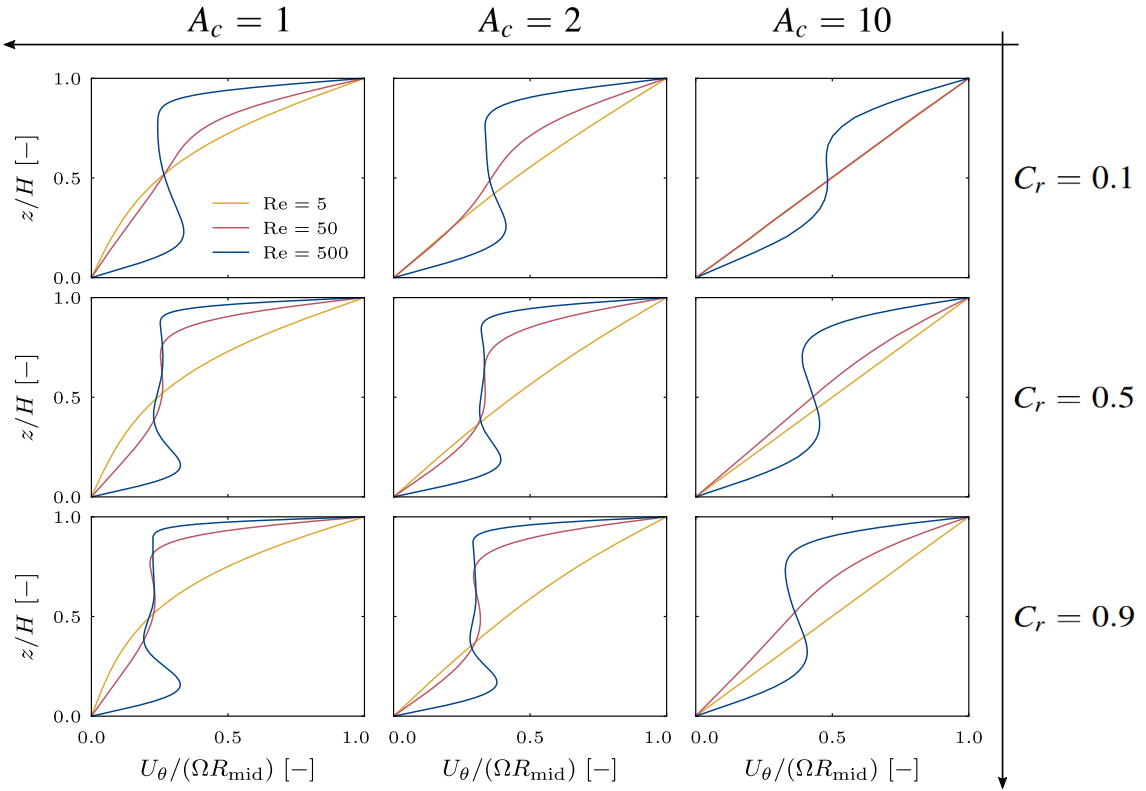 A_c = 1
A_c = 2
A_c = 10
1.0
0.5
0.0
z/H [−]
Re = 5
Re = 50
Re = 500
C_r = 0.1
1.0
0.5
0.0
z/H [−]
C_r = 0.5
1.0
0.5
0.0
z/H [−]
C_r = 0.9
0.0 0.5 1.0
0.0 0.5 1.0
0.0 0.5 1.0
U_θ/(ΩR_mid) [−]
U_θ/(ΩR_mid) [−]
U_θ/(ΩR_mid) [−]